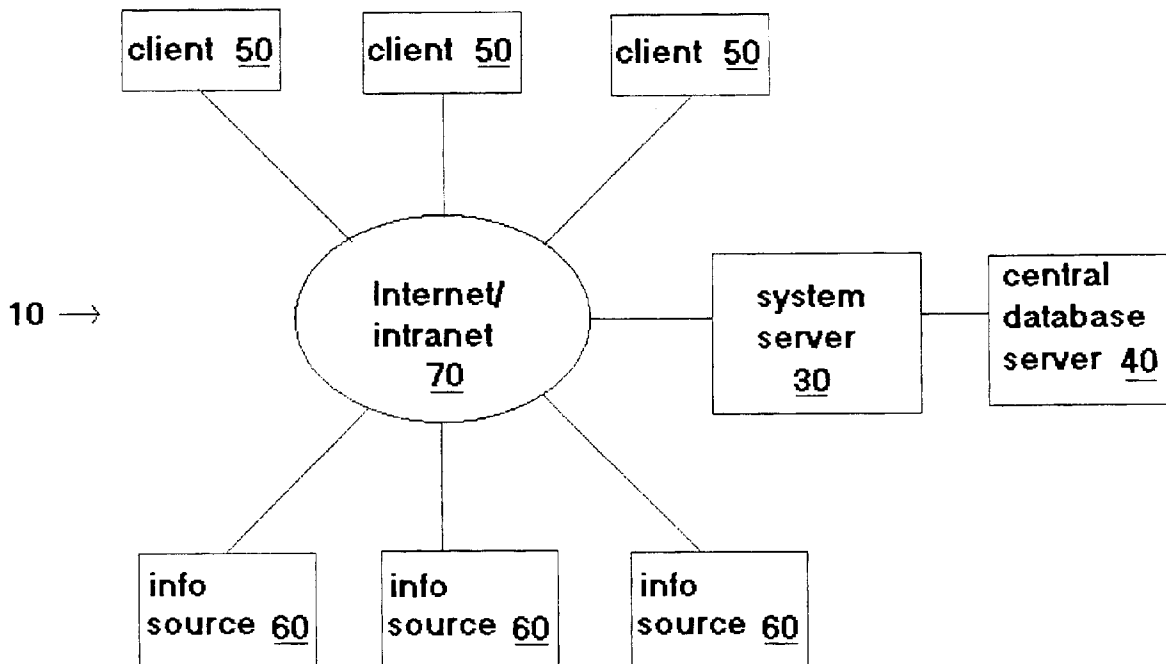 client 50
client 50
client 50
10 →
Internet/
intranet
70
system
server
30
central
database
server 40
info
source 60
info
source 60
info
source 60